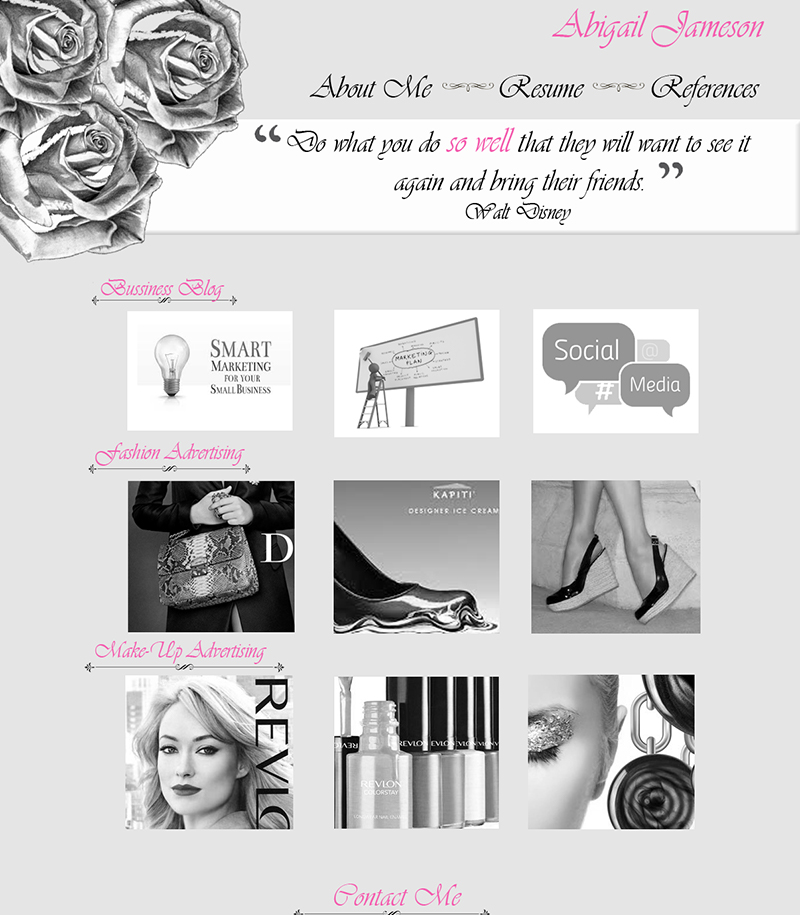 Abigail Jameson
About Me Resume References
“Do what you do so well that they will want to see it
again and bring their friends.”
Walt Disney
Bussiness Blog
SMART
MARKETING
FOR YOUR
SMALL BUSINESS
MARKETING
PLAN
Social
@
#
Media
Fashion Advertising
D
KAPITI
DESIGNER ICE CREAM
Make-Up Advertising
REVLO
REVLON
REVLON
REVLON
COLORSTAY
Contact Me